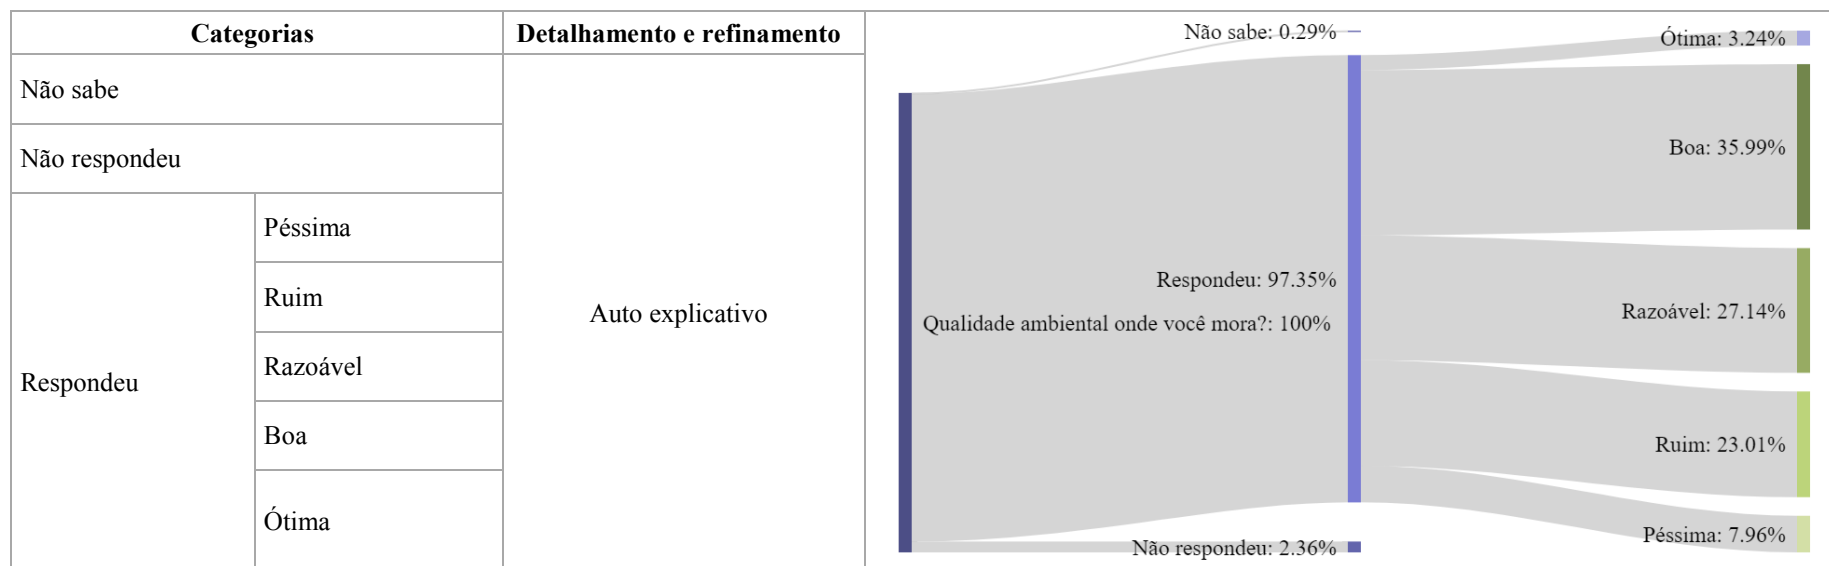 Categorias
Detalhamento e refinamento
Não sabe
Não respondeu
Respondeu
Péssima
Ruim
Razoável
Boa
Ótima
Auto explicativo
Não sabe: 0.29%
Respondeu: 97.35%
Qualidade ambiental onde você mora?: 100%
Não respondeu: 2.36%
Ótima: 3.24%
Boa: 35.99%
Razoável: 27.14%
Ruim: 23.01%
Péssima: 7.96%